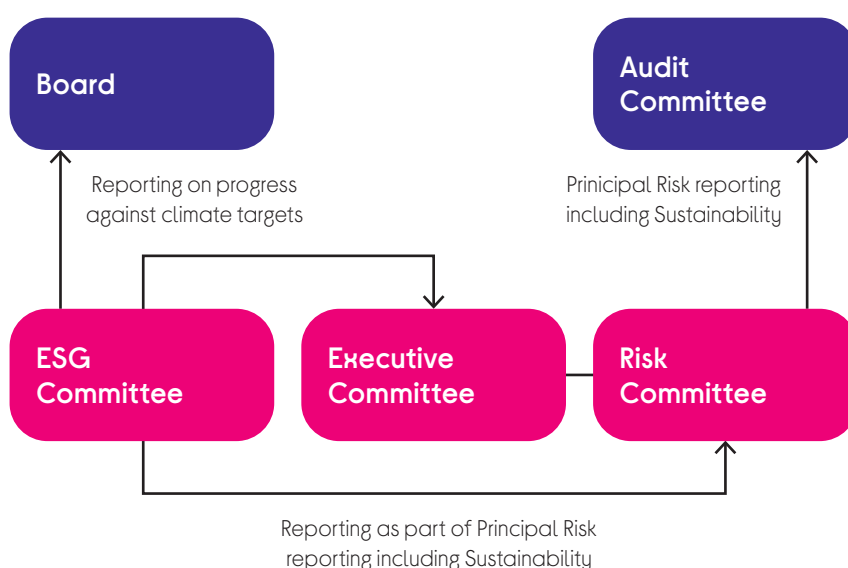 Board
Audit
Committee
Reporting on progress
against climate targets
Prinicipal Risk reporting
including Sustainability
ESG
Committee
Executive
Committee
Risk
Committee
Reporting as part of Principal Risk
reporting including Sustainability